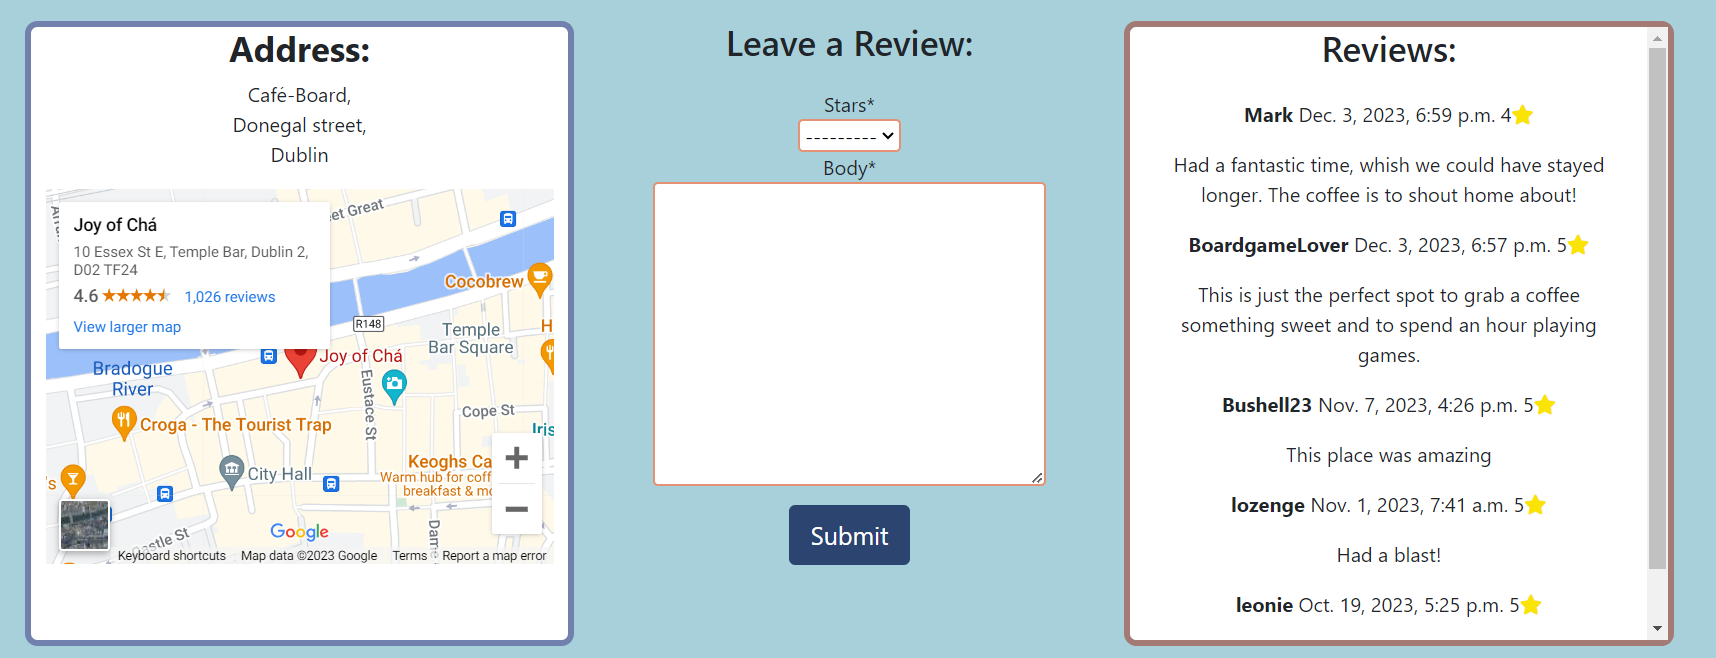 Address:
Café-Board,
Donegal street,
Dublin
Joy of Chá
10 Essex St E, Temple Bar, Dublin 2,
D02 TF24
4.6
1,026 reviews
View larger map
eet Great
Cocobrew
R148
Temple
Bar Square
H
Joy of Chá
Bradogue
River
Eustace St
Cope St
Croga - The Tourist Trap
Iris
City Hall
Keoghs Ca
Warm hub for coff
breakfast & mo
's
Castle St
Dame
Google
Keyboard shortcuts
Map data ©2023 Google
Terms
Report a map error
Leave a Review:
Stars*
---------
Body*
Submit
Reviews:
Mark Dec. 3, 2023, 6:59 p.m. 4
Had a fantastic time, whish we could have stayed
longer. The coffee is to shout home about!
BoardgameLover Dec. 3, 2023, 6:57 p.m. 5
This is just the perfect spot to grab a coffee
something sweet and to spend an hour playing
games.
Bushell23 Nov. 7, 2023, 4:26 p.m. 5
This place was amazing
lozenge Nov. 1, 2023, 7:41 a.m. 5
Had a blast!
leonie Oct. 19, 2023, 5:25 p.m. 5